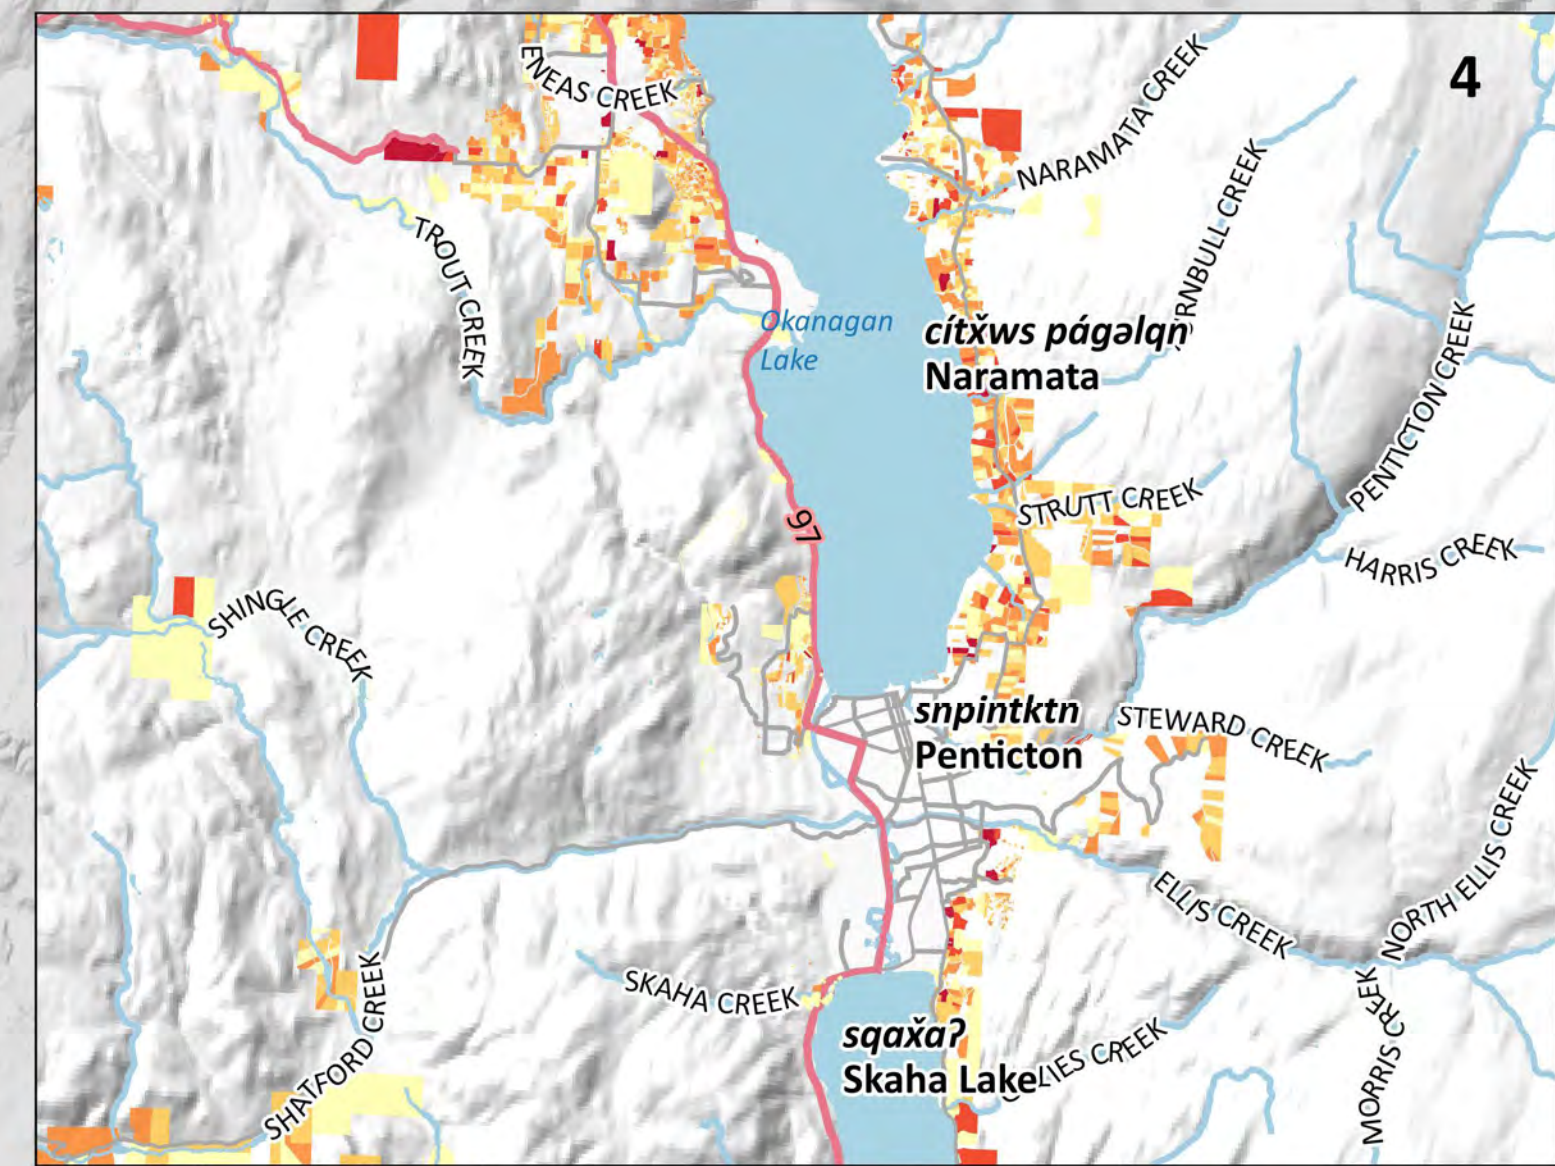 4
ENEAS CREEK
NARAMATA CREEK
TROUT CREEK
Okanagan
Lake
cítx̌ws págəlqn
Naramata
PENTICTON CREEK
97
STRUTT CREEK
HARRIS CREEK
SHINGLE CREEK
snpintktn
Penticton
STEWARD CREEK
ELLIS CREEK
NORTH ELLIS CREEK
SKAHA CREEK
SHATFORD CREEK
sqax̌aʔ
Skaha Lake
CREEK
MORRIS CREEK